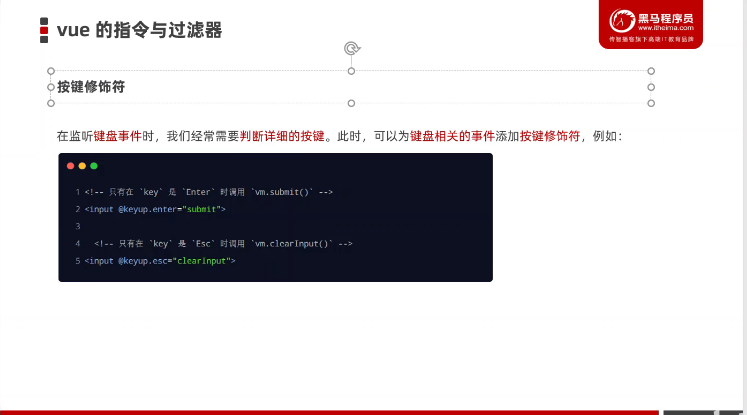 vue 的指令与过滤器
黑马程序员
www.itheima.com
传智播客旗下高端IT教育品牌
按键修饰符
在监听键盘事件时，我们经常需要判断详细的按键。此时，可以为键盘相关的事件添加按键修饰符，例如：
1 <!-- 只有在 `key` 是 `Enter` 时调用 `vm.submit()` -->
2 <input @keyup.enter="submit">
3
4 <!-- 只有在 `key` 是 `Esc` 时调用 `vm.clearInput()` -->
5 <input @keyup.esc="clearInput">